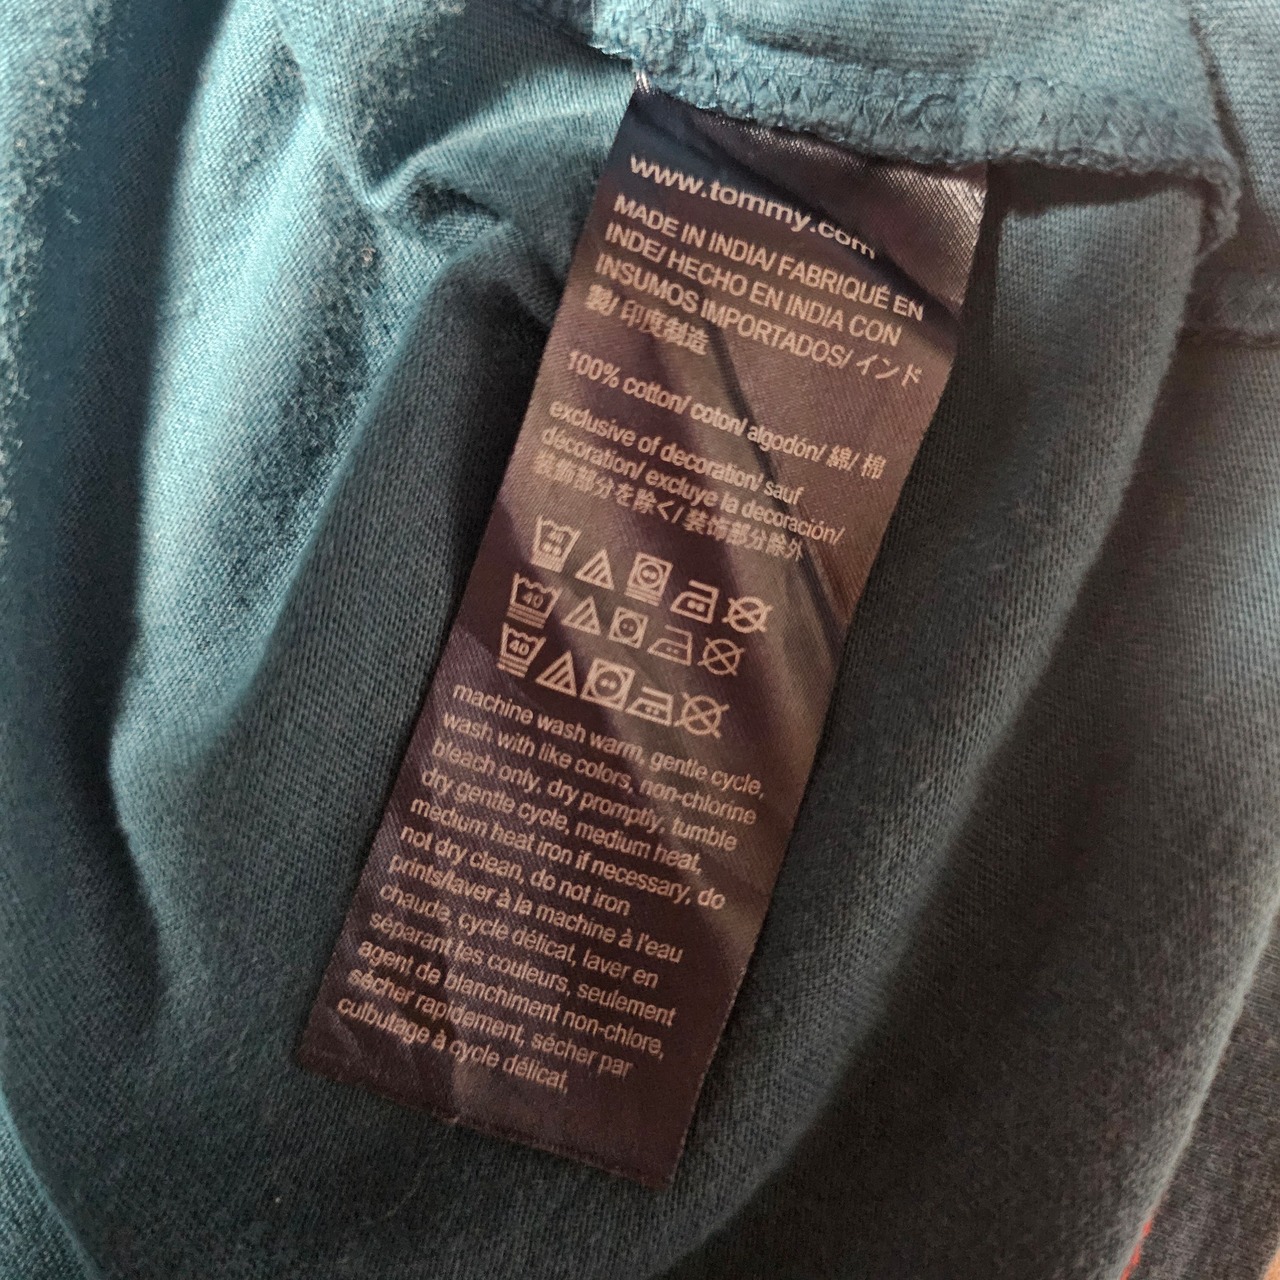 www.tommy.com
MADE IN INDIA/ FABRIQUÉ EN
INDE/ HECHO EN INDIA CON
INSUMOS IMPORTADOS/ インド
製/ 印度制造
100% cotton/ coton/ algodón/ 綿/ 棉
exclusive of decoration/ sauf
décoration/ excluye la decoración/
装飾部分を除く/ 装饰部分除外
40
40
machine wash warm, gentle cycle,
wash with like colors, non-chlorine
bleach only, dry promptly, tumble
dry gentle cycle, medium heat,
medium heat iron if necessary, do
not dry clean, do not iron
prints/laver à la machine à l'eau
chaude, cycle délicat, laver en
séparant les couleurs, seulement
agent de blanchiment non-chlore,
sécher rapidement, sécher par
culbutage à cycle délicat,